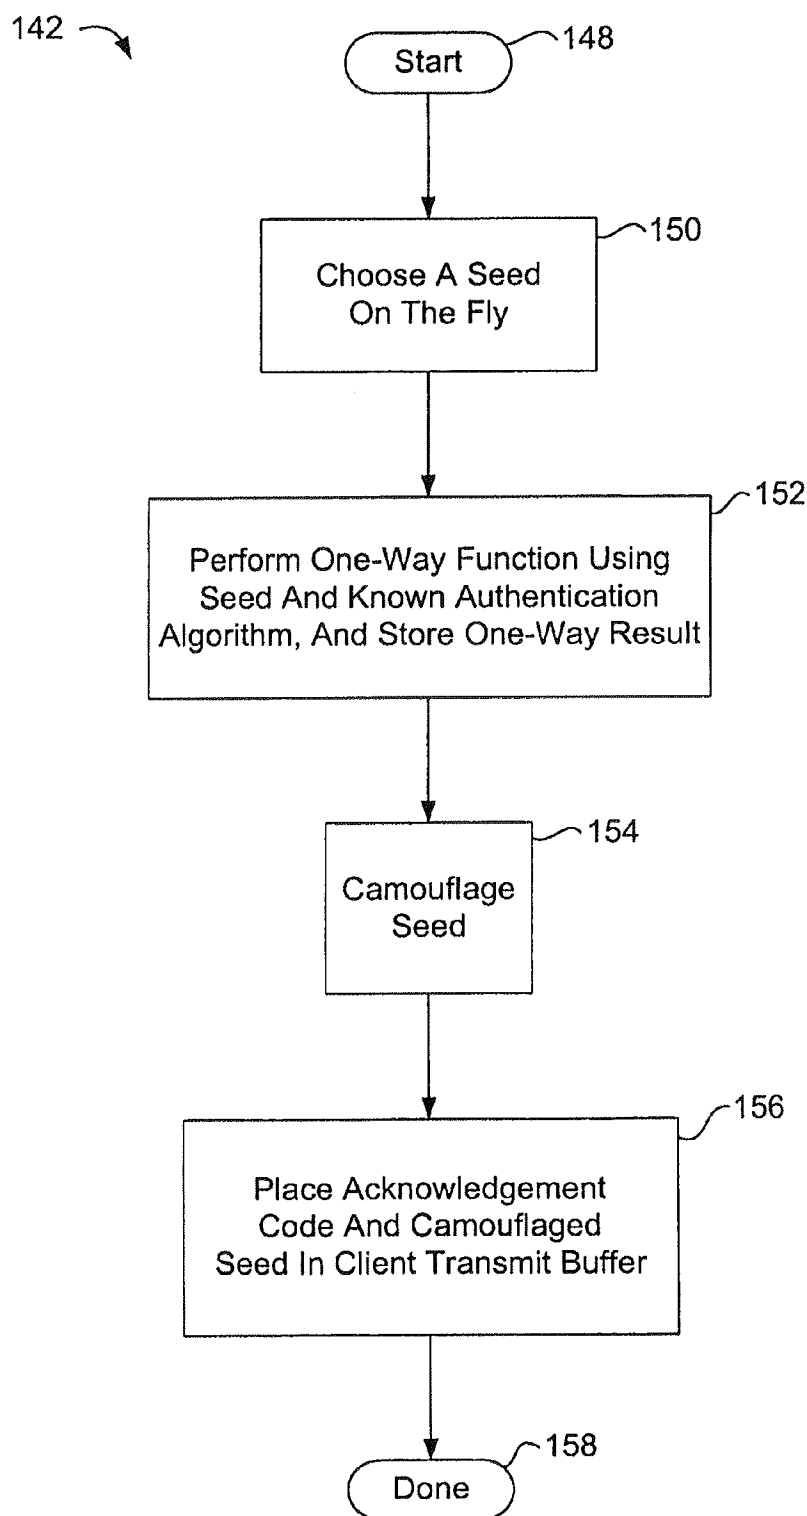 142
Start
148
150
Choose A Seed
On The Fly
152
Perform One-Way Function Using
Seed And Known Authentication
Algorithm, And Store One-Way Result
154
Camouflage
Seed
156
Place Acknowledgement
Code And Camouflaged
Seed In Client Transmit Buffer
158
Done